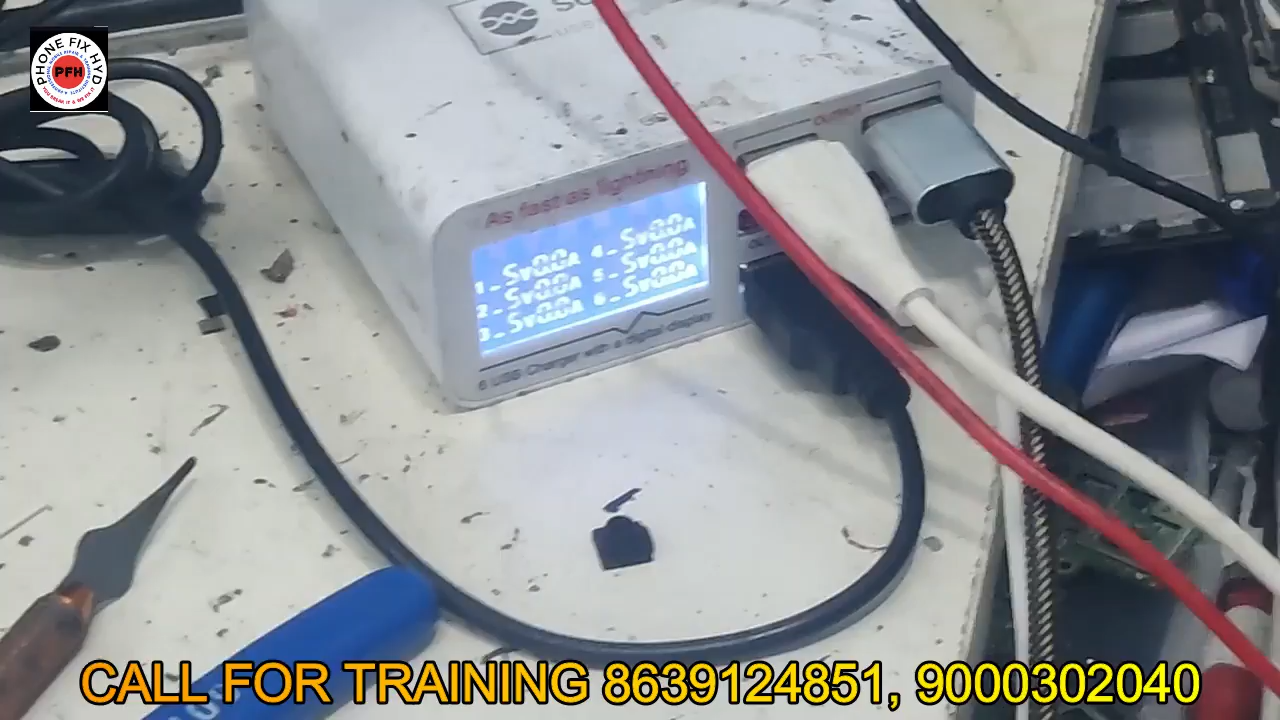 PHONE FIX HYD
PFH
As fast as lightning
1-5V0.0A 4-5V0.0A
2-5V0.0A 5-5V0.0A
3-5V0.0A 6-5V0.0A
6 USB Charger with a digital display
CALL FOR TRAINING 8639124851, 9000302040